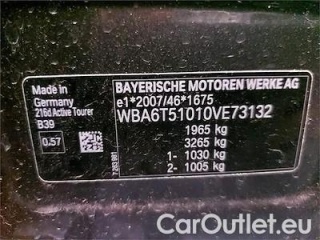 Made in Germany
216d Active Tourer
B39
0.57
BAYERISCHE MOTOREN WERKE AG
e1*2007/46*1675
WBA6T51010VE73132
1965 kg
3265 kg
1- 1030 kg
2- 1005 kg
CarOutlet.eu